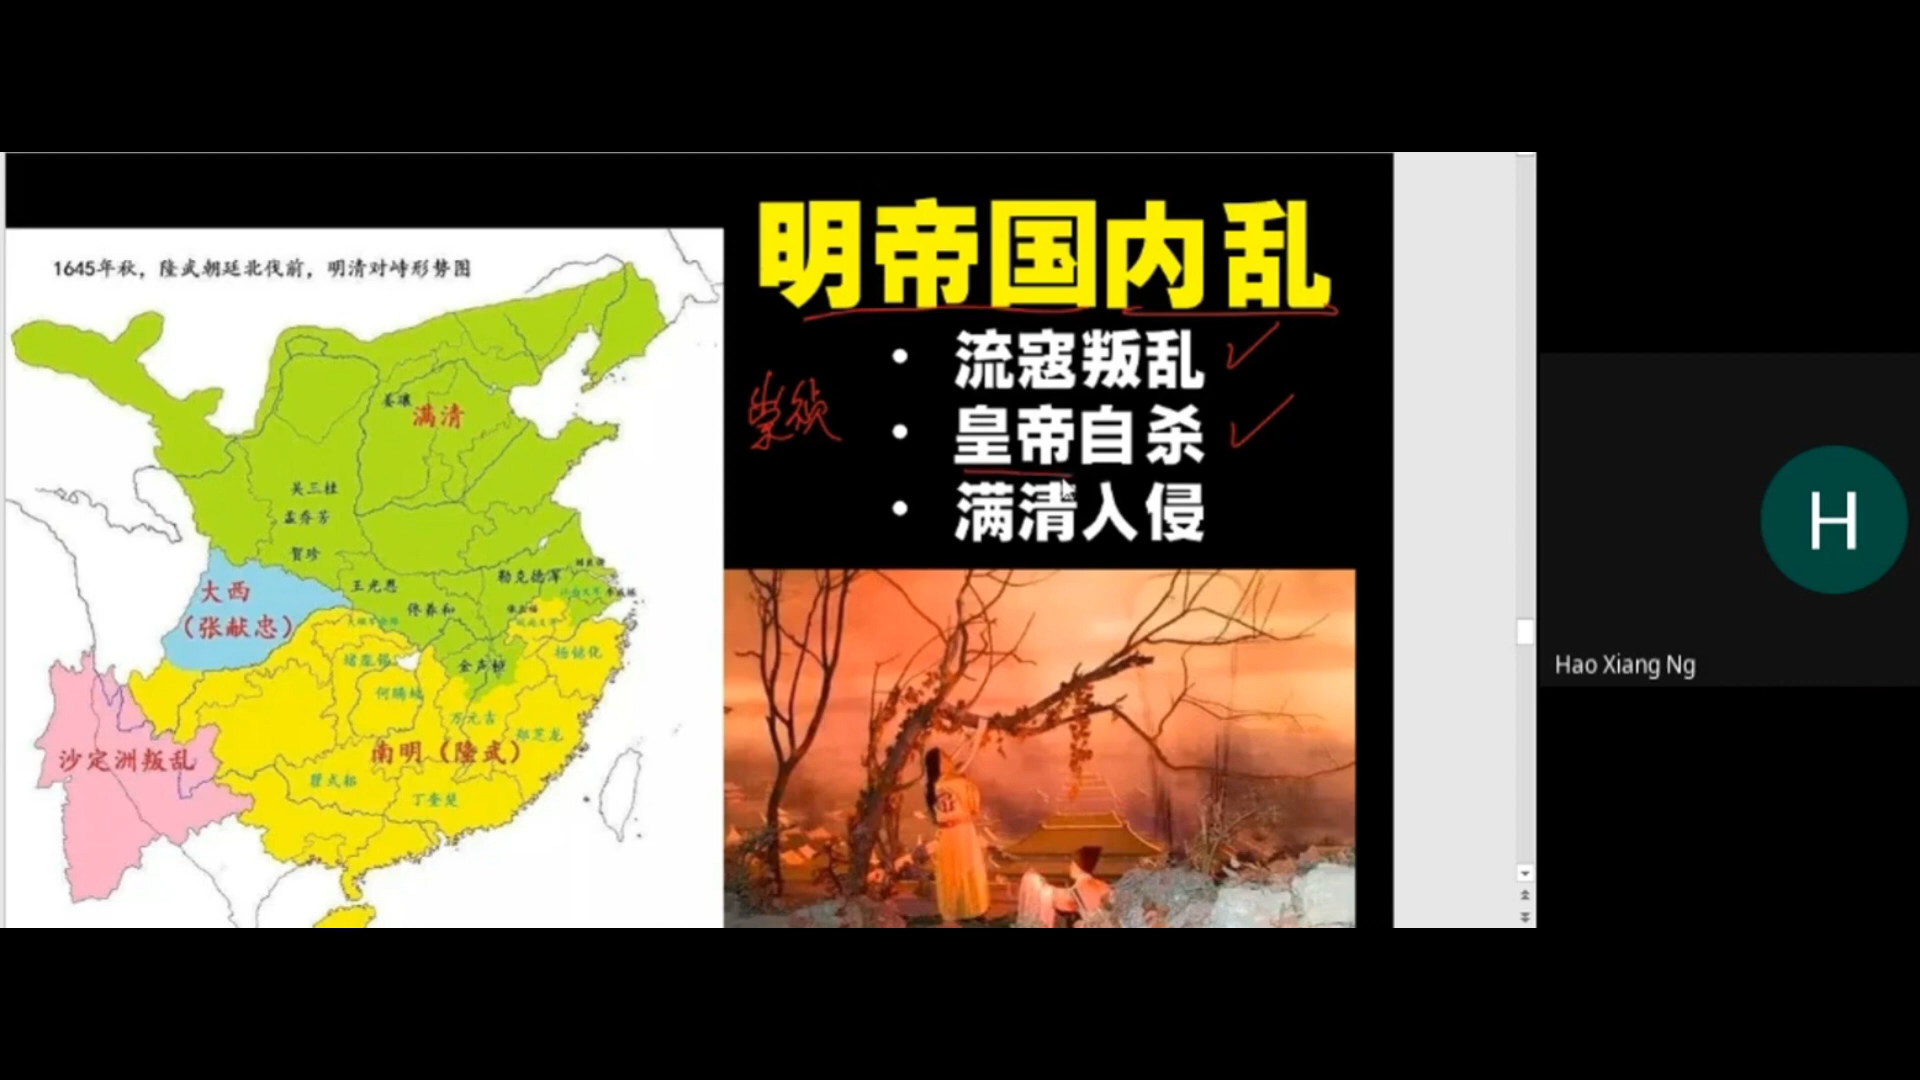 1645年秋，隆武朝廷北伐前，明清对峙形势图
姜瓖
满清
吴三桂
孟乔芳
贺珍
大西
（张献忠）
王光恩
勒克德浑
佟养和
金声桓
杨锘化
堵胤锡
何腾蛟
万元吉
郑芝龙
南明（隆武）
瞿式耜
丁奎楚
沙定洲叛乱
明帝国内乱
• 流寇叛乱
• 皇帝自杀
• 满清入侵
崇祯
H
Hao Xiang Ng